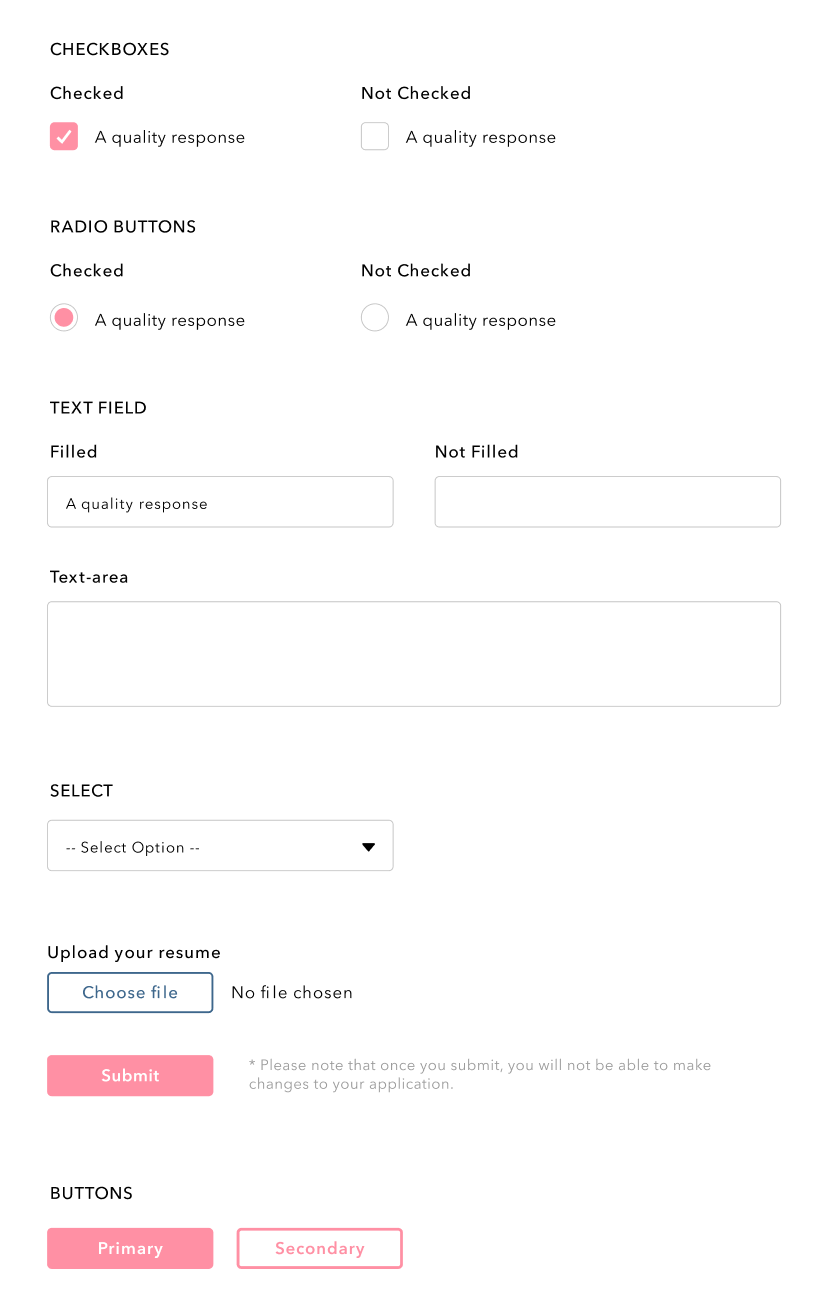 CHECKBOXES
Checked
Not Checked
A quality response
A quality response
RADIO BUTTONS
Checked
Not Checked
A quality response
A quality response
TEXT FIELD
Filled
Not Filled
A quality response
Text-area
SELECT
-- Select Option --
Upload your resume
Choose file
No file chosen
Submit
* Please note that once you submit, you will not be able to make
changes to your application.
BUTTONS
Primary
Secondary